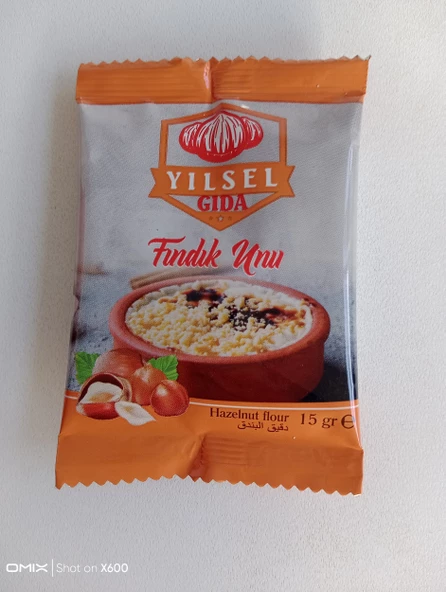 YILSEL
GIDA
Fındık Unu
Hazelnut flour 15 gr ℮
دقيق البندق
OMIX Shot on X600